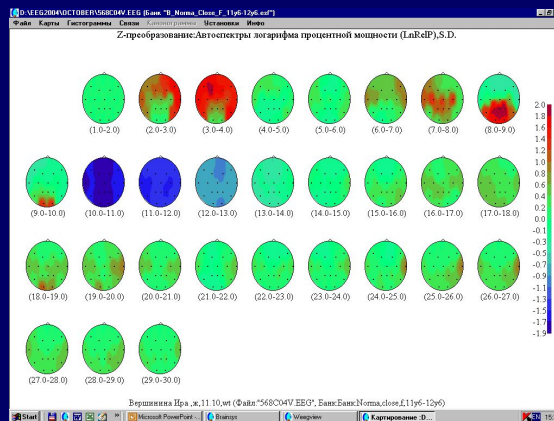 D:\EEG2004\OCTOBER\568C04V.EEG (Банк "B_Norma_Close_F_11y6-12y6.esf")
Файл Карты Гистограммы Связи Канонограммы Установки Инфо
Z-преобразование:Автоспектры логарифма процентной мощности (LnRelP),S.D.
(1.0-2.0) (2.0-3.0) (3.0-4.0) (4.0-5.0) (5.0-6.0) (6.0-7.0) (7.0-8.0) (8.0-9.0)
(9.0-10.0) (10.0-11.0) (11.0-12.0) (12.0-13.0) (13.0-14.0) (14.0-15.0) (15.0-16.0) (16.0-17.0) (17.0-18.0)
(18.0-19.0) (19.0-20.0) (20.0-21.0) (21.0-22.0) (22.0-23.0) (23.0-24.0) (24.0-25.0) (25.0-26.0) (26.0-27.0)
(27.0-28.0) (28.0-29.0) (29.0-30.0)
2.0
1.8
1.6
1.4
1.2
1.0
0.8
0.6
0.4
0.2
0.0
-0.1
-0.3
-0.5
-0.7
-0.9
-1.1
-1.3
-1.5
-1.7
-1.9
Вершинина Ира ,ж,11.10,wt (Файл:"568C04V.EEG", Банк:Банк:Norma,close,f,11y6-12y6)
Start » Microsoft PowerPoint -... Brainsys Weegview Картирование :D... EN 15: